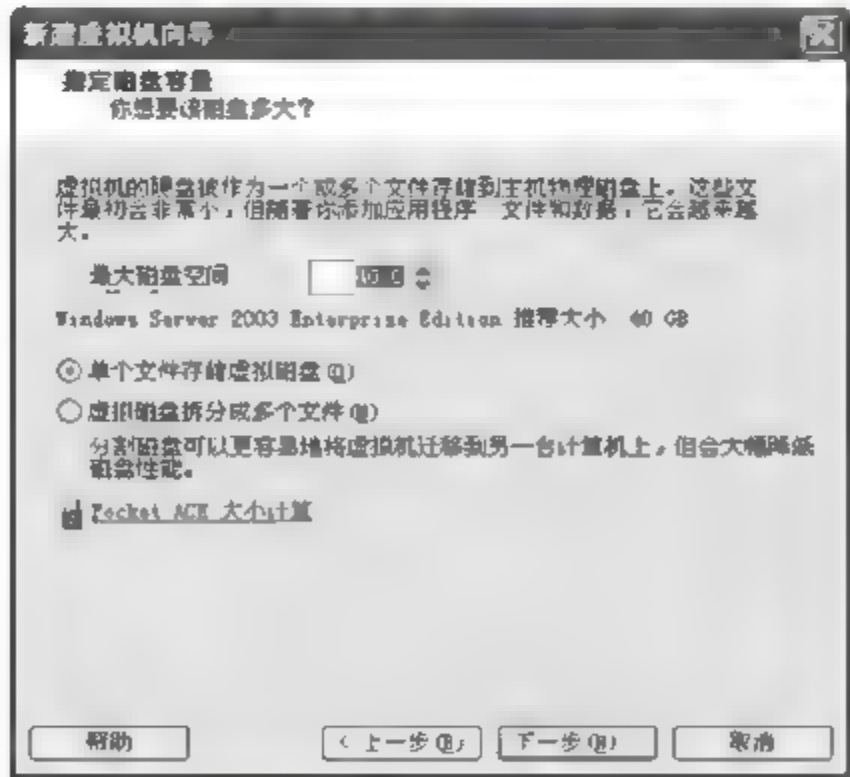 新建虚拟机向导
指定磁盘容量
你想要该磁盘多大?
虚拟机的硬盘被作为一个或多个文件存储到主机物理磁盘上。这些文
件最初会非常小,但随着你添加应用程序 文件和数据,它会越来越
大。
最大磁盘空间
Windows Server 2003 Enterprise Edition 推荐大小 40 GB
单个文件存储虚拟磁盘(O)
虚拟磁盘拆分成多个文件(M)
分割磁盘可以更容易地将虚拟机迁移到另一台计算机上,但会大幅降低
磁盘性能。
Pocket ACE 大小计算
帮助
< 上一步(B)
下一步(N)
取消